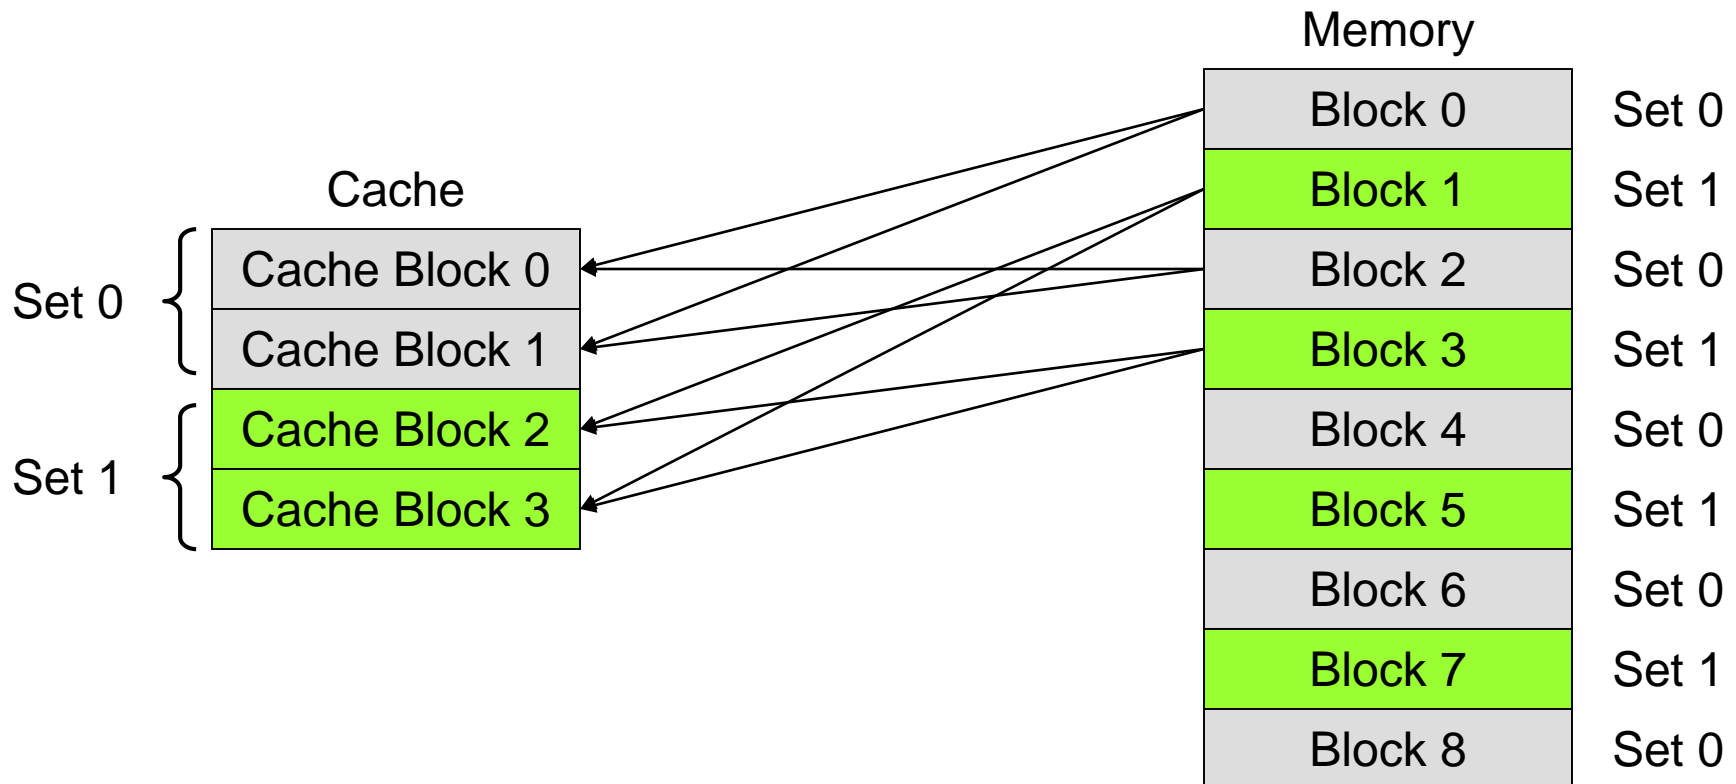 Memory
Block 0 Set 0
Block 1 Set 1
Cache
Cache Block 0 Block 2 Set 0
Set 0
Cache Block 1 Block 3 Set 1
Cache Block 2 Block 4 Set 0
Set 1
Cache Block 3 Block 5 Set 1
Block 6 Set 0
Block 7 Set 1
Block 8 Set 0